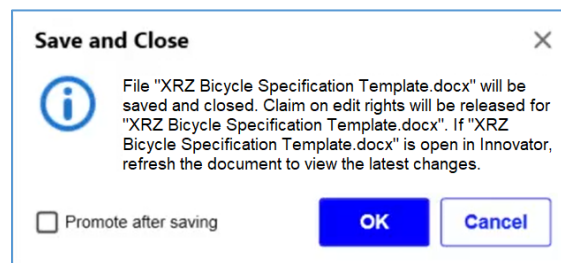 Save and Close
File "XRZ Bicycle Specification Template.docx" will be
saved and closed. Claim on edit rights will be released for
"XRZ Bicycle Specification Template.docx". If "XRZ
Bicycle Specification Template.docx" is open in Innovator,
refresh the document to view the latest changes.
Promote after saving
OK
Cancel